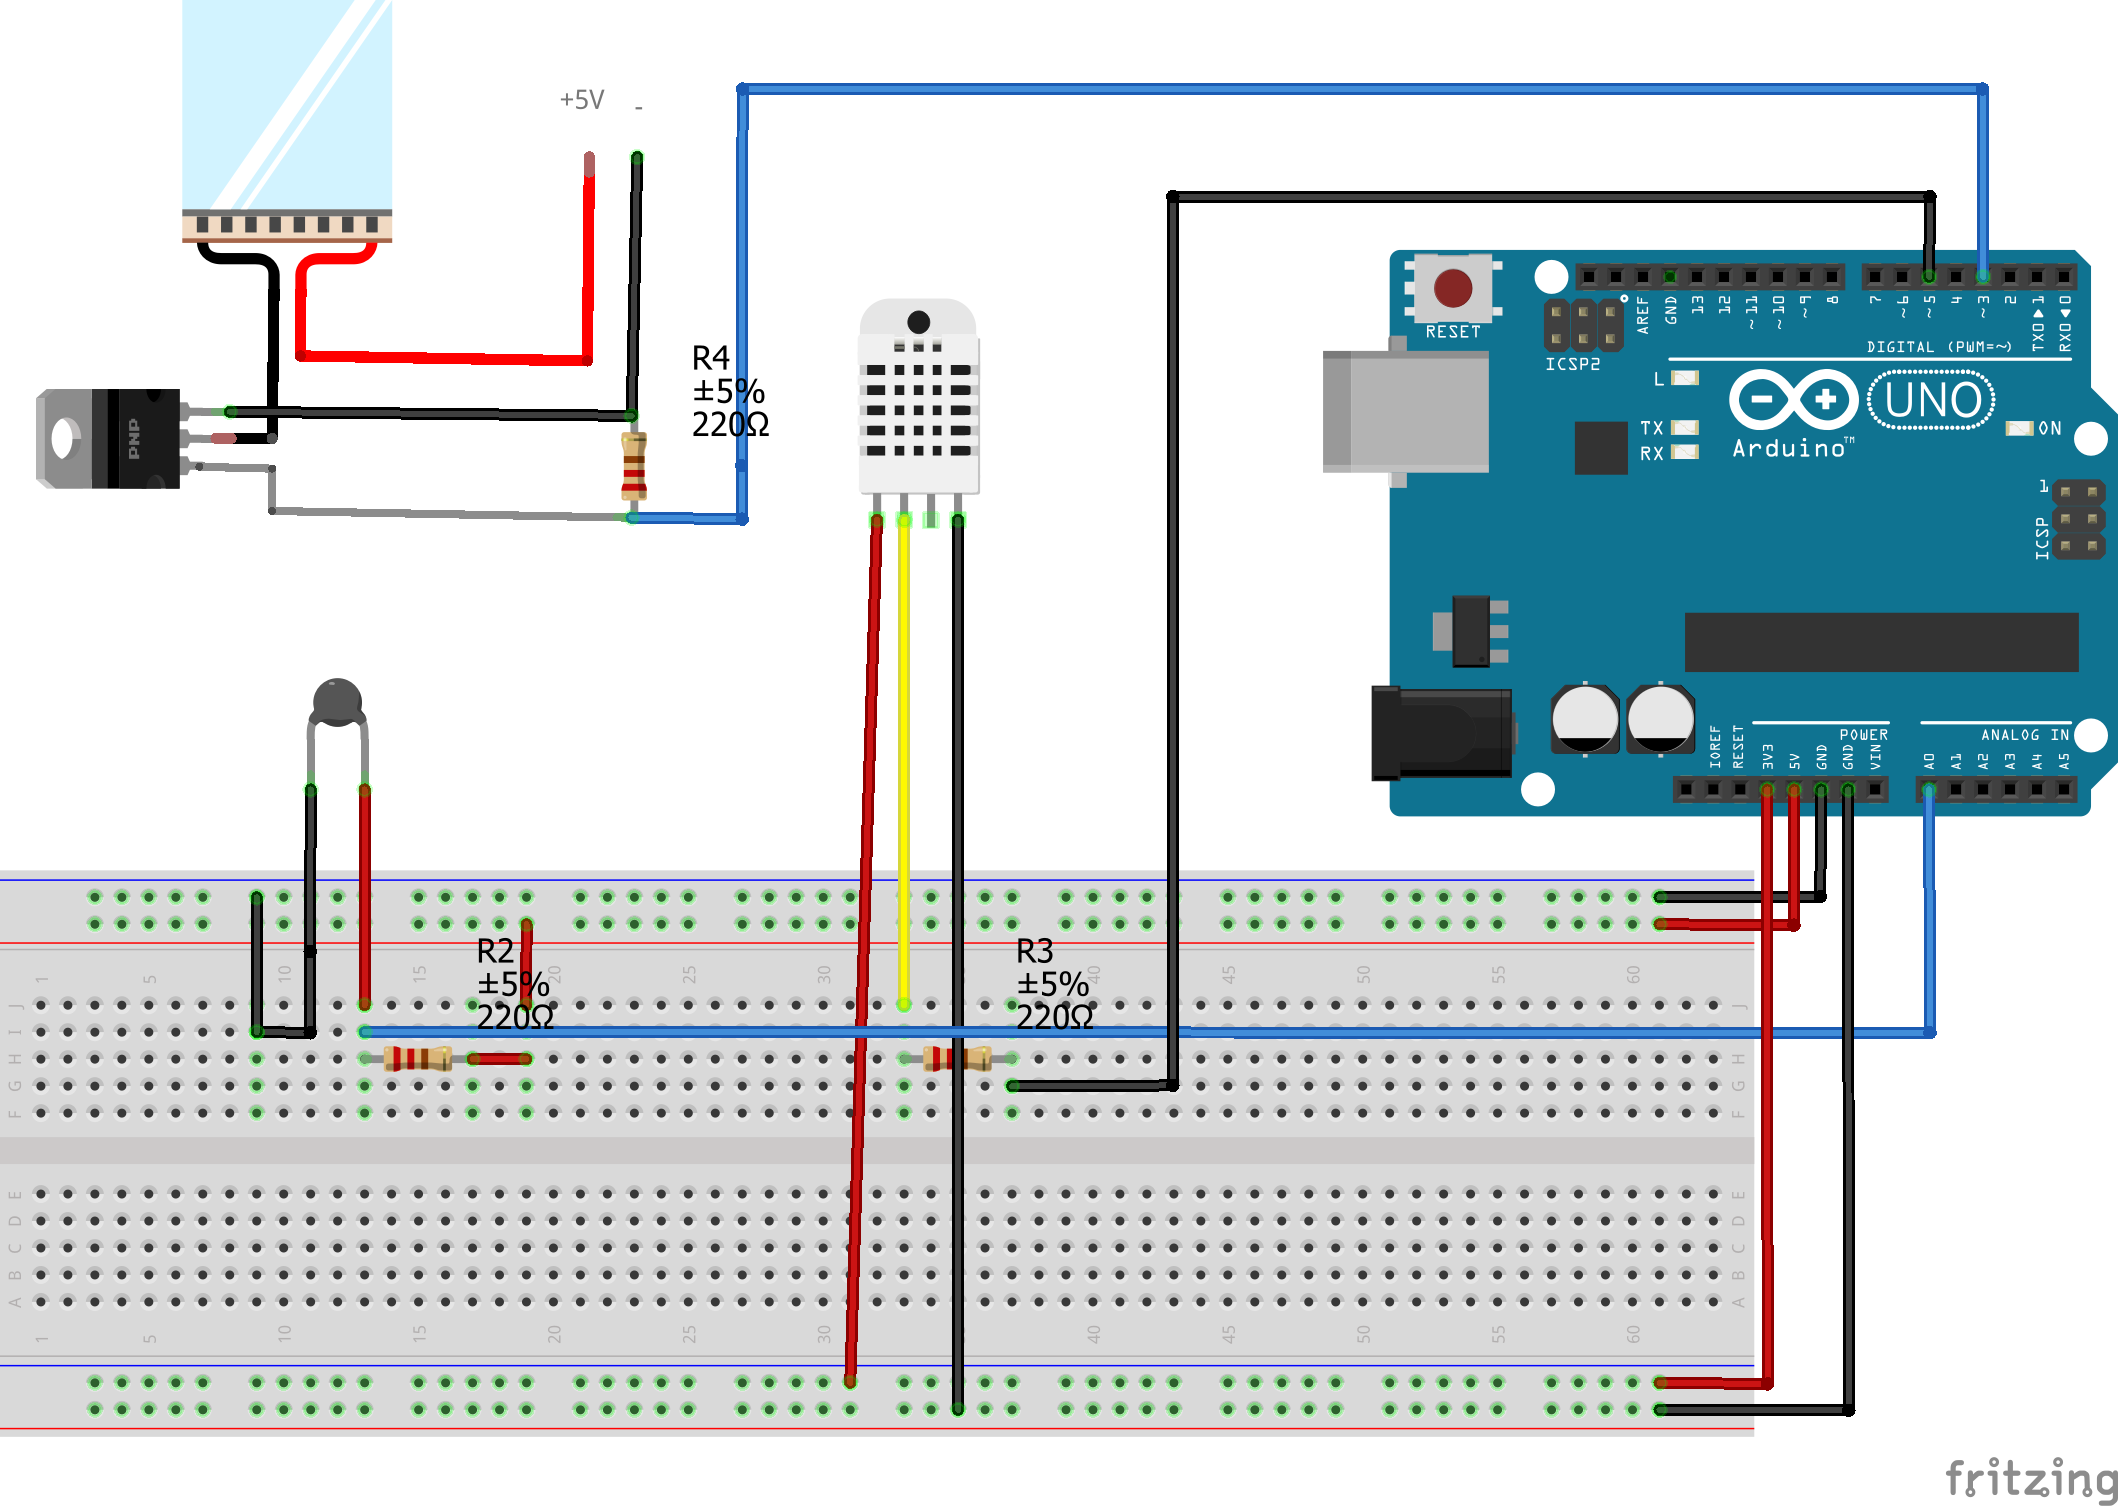 +5V -
R4
±5%
220Ω
PNP
RESET
ICSP2
AREF
GND
13
12
~11
~10
~9
8
7
~6
~5
4
~3
2
TX0▶1
RX0◀0
DIGITAL (PWM=~)
L
TX
RX
UNO
Arduino™
ON
1
ICSP
IOREF
RESET
3V3
5V
GND
GND
VIN
POWER
ANALOG IN
A0
A1
A2
A3
A4
A5
R2
±5%
220Ω
R3
±5%
220Ω
1 5 10 15 20 25 30 40 45 50 55 60
J J
I
H H
G G
F F
E E
D D
C C
B B
A A
1 5 10 15 20 25 30 40 45 50 55 60
fritzing